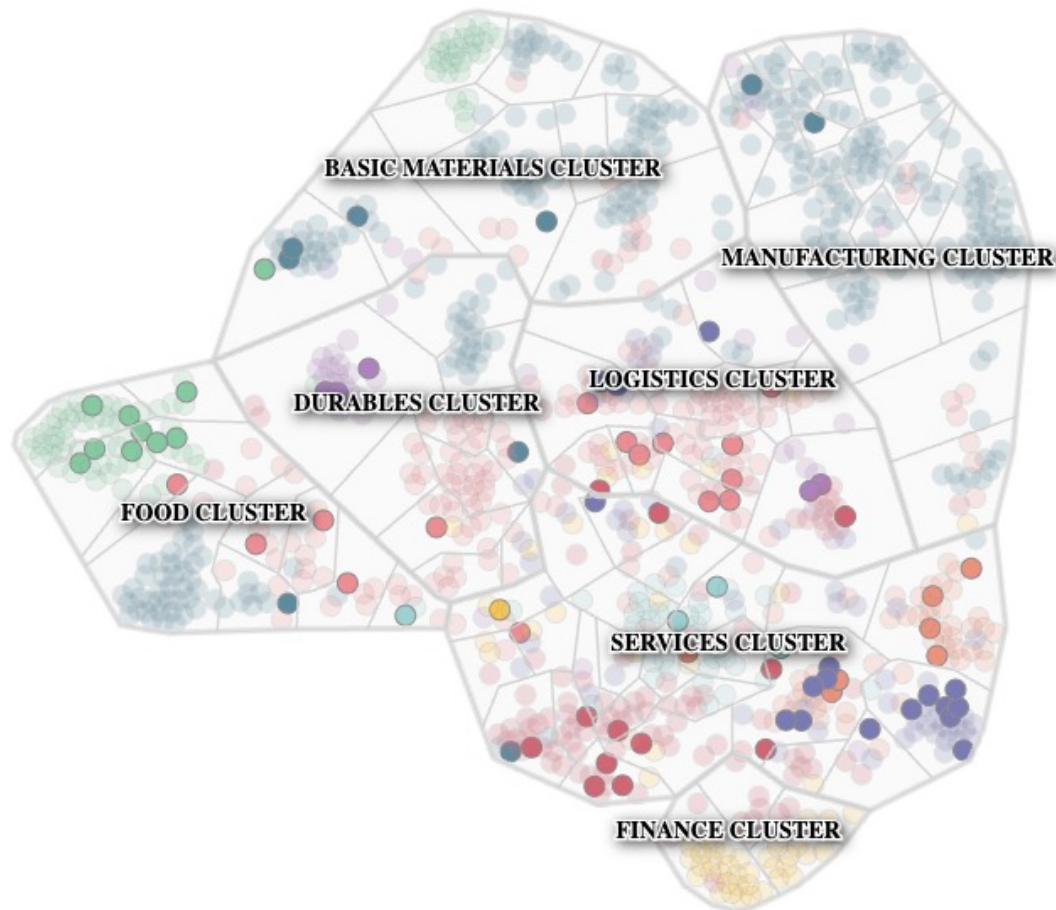 BASIC MATERIALS CLUSTER
MANUFACTURING CLUSTER
LOGISTICS CLUSTER
DURABLES CLUSTER
FOOD CLUSTER
SERVICES CLUSTER
FINANCE CLUSTER